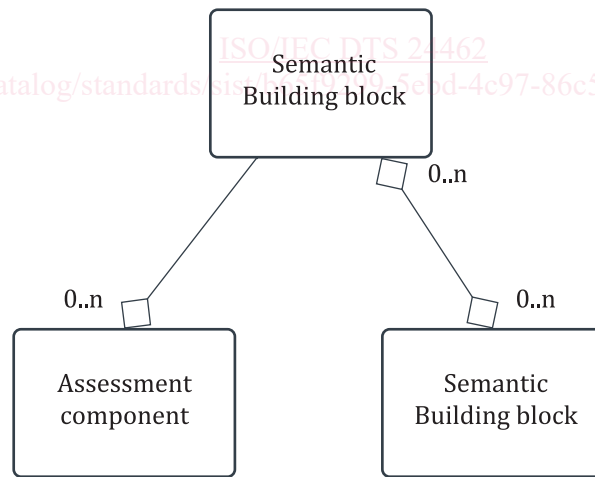 ISO/IEC DTS 24462
Semantic
Building block
0..n
0..n
0..n
Assessment
component
Semantic
Building block